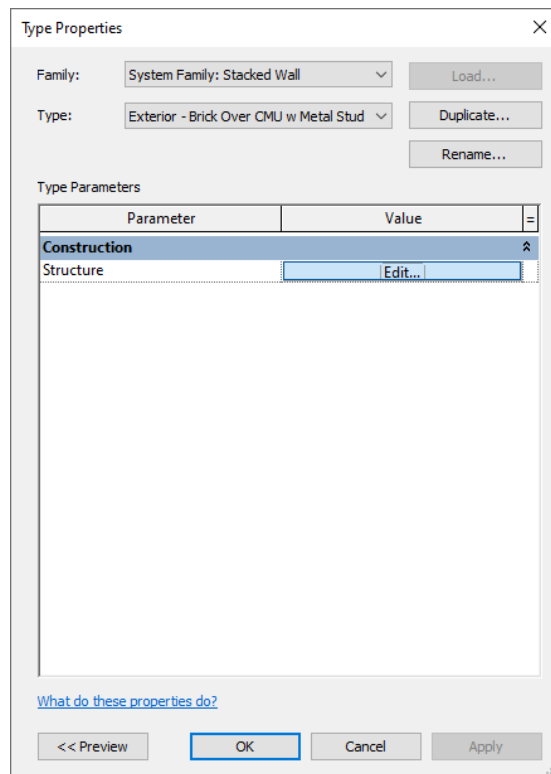 Type Properties
Family: System Family: Stacked Wall Load...
Type: Exterior - Brick Over CMU w Metal Stud Duplicate...
Rename...
Type Parameters
Parameter Value =
Construction
Structure Edit...
What do these properties do?
<< Preview OK Cancel Apply